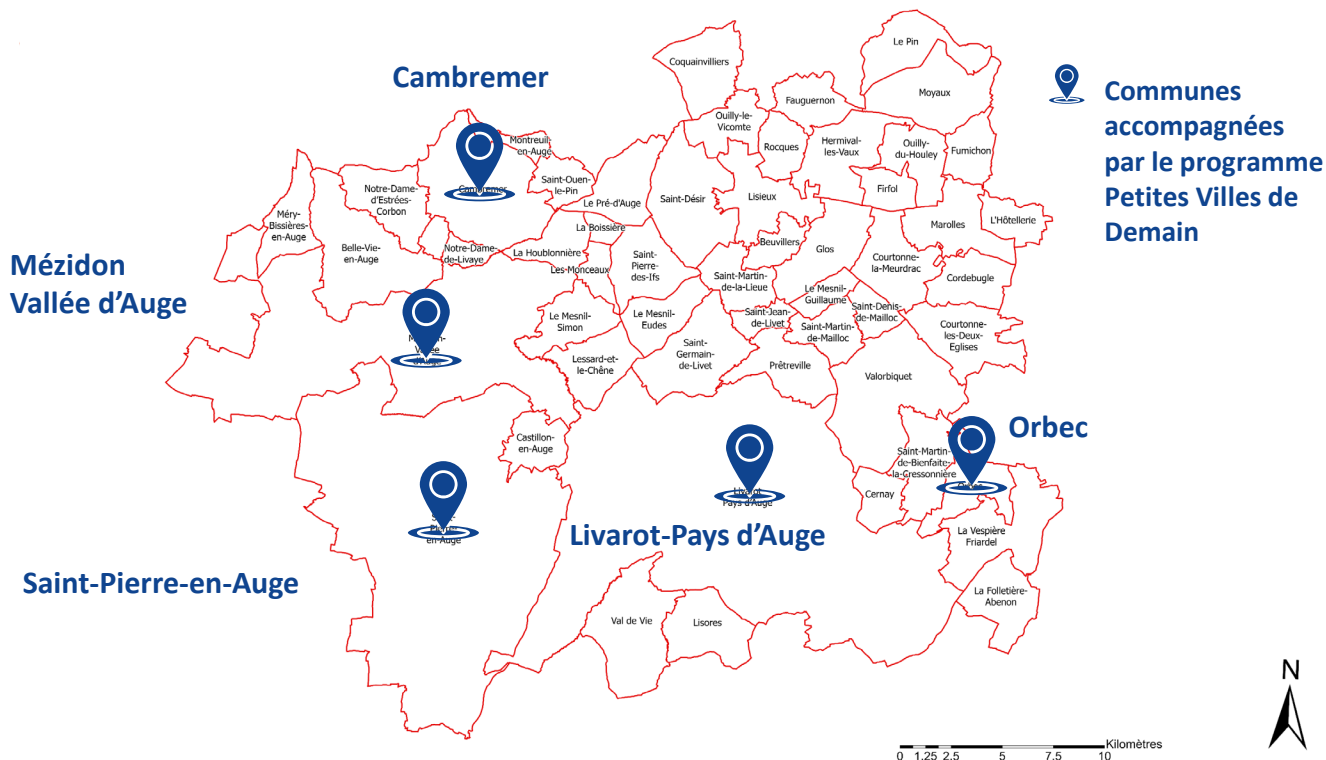 Cambremer
Communes
accompagnées
par le programme
Petites Villes de
Demain
Mézidon
Vallée d'Auge
Orbec
Livarot-Pays d'Auge
Saint-Pierre-en-Auge
Le Pin
Coquainvilliers
Moyaux
Fauguernon
Ouilly-le-
Vicomte
Rocques
Hermival-
les-Vaux
Ouilly-
du-Houley
Fumichon
Montreuil-
en-Auge
Saint-Ouen-
le-Pin
Cambremer
Notre-Dame-
d'Estrées-
Corbon
Le Pré-d'Auge
Saint-Désir
Lisieux
Firfol
Méry-
Bissières-
en-Auge
Belle-Vie-
en-Auge
Notre-Dame-
de-Livaye
La Boissière
La Houblonnière
Les Monceaux
Saint-
Pierre-
des-Ifs
Beuvillers
Glos
Marolles
L'Hôtellerie
Courtonne-
la-Meurdrac
Cordebugle
Saint-Martin-
de-la-Lieue
Le Mesnil-
Guillaume
Saint-Denis-
de-Mailloc
Le Mesnil-
Simon
Le Mesnil-
Eudes
Saint-Jean-
de-Livet
Saint-Martin-
de-Mailloc
Courtonne-
les-Deux-
Eglises
Lessard-et-
le-Chêne
Saint-
Germain-
de-Livet
Prêtreville
Valorbiquet
Castillon-
en-Auge
Saint-Martin-
de-Bienfaite-
la-Cressonnière
Cernay
Livarot-
Pays d'Auge
en-Auge
La Vespière
Friardel
La Folletière-
Abenon
Val de Vie
Lisores
N
Kilomètres
0 1.25 2.5 5 7.5 10